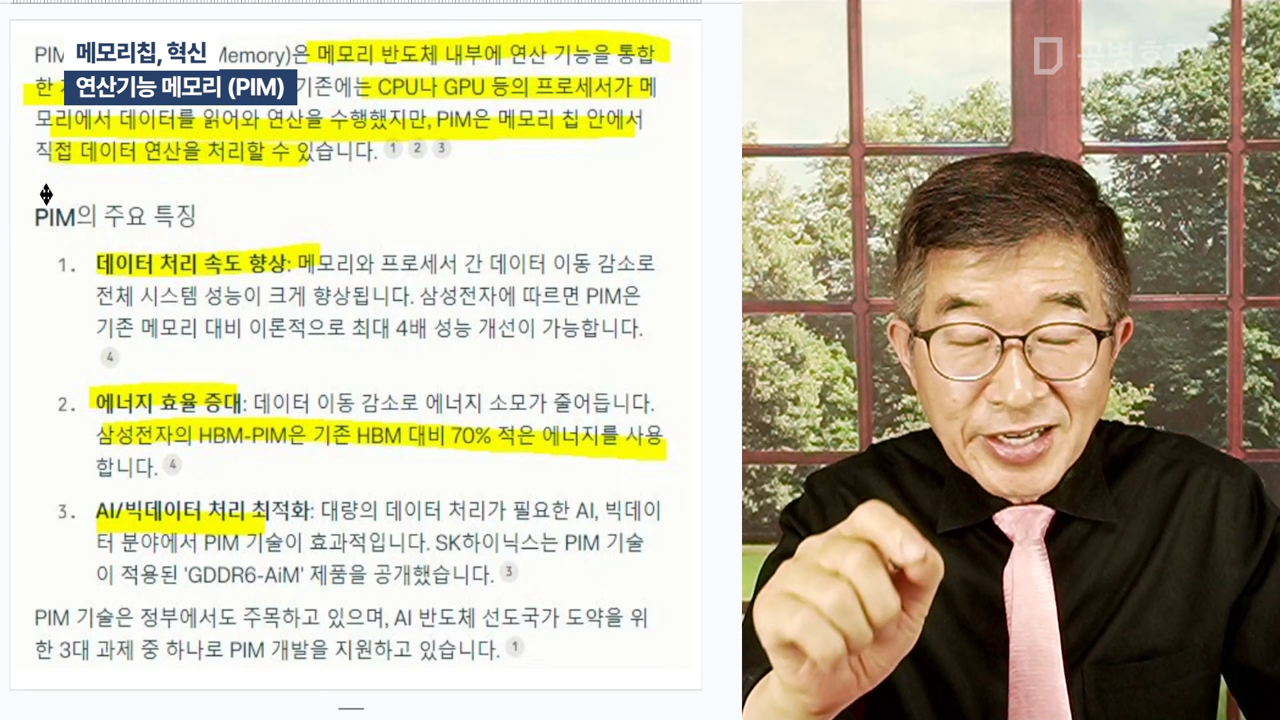 메모리칩, 혁신
연산기능 메모리 (PIM)
PIM Memory)은 메모리 반도체 내부에 연산 기능을 통합
한 기존에는 CPU나 GPU 등의 프로세서가 메
모리에서 데이터를 읽어와 연산을 수행했지만, PIM은 메모리 칩 안에서
직접 데이터 연산을 처리할 수 있습니다. 1 2 3
PIM의 주요 특징
1. 데이터 처리 속도 향상: 메모리와 프로세서 간 데이터 이동 감소로
전체 시스템 성능이 크게 향상됩니다. 삼성전자에 따르면 PIM은
기존 메모리 대비 이론적으로 최대 4배 성능 개선이 가능합니다.
4
2. 에너지 효율 증대: 데이터 이동 감소로 에너지 소모가 줄어듭니다.
삼성전자의 HBM-PIM은 기존 HBM 대비 70% 적은 에너지를 사용
합니다. 4
3. AI/빅데이터 처리 최적화: 대량의 데이터 처리가 필요한 AI, 빅데이
터 분야에서 PIM 기술이 효과적입니다. SK하이닉스는 PIM 기술
이 적용된 'GDDR6-AiM' 제품을 공개했습니다. 3
PIM 기술은 정부에서도 주목하고 있으며, AI 반도체 선도국가 도약을 위
한 3대 과제 중 하나로 PIM 개발을 지원하고 있습니다. 1